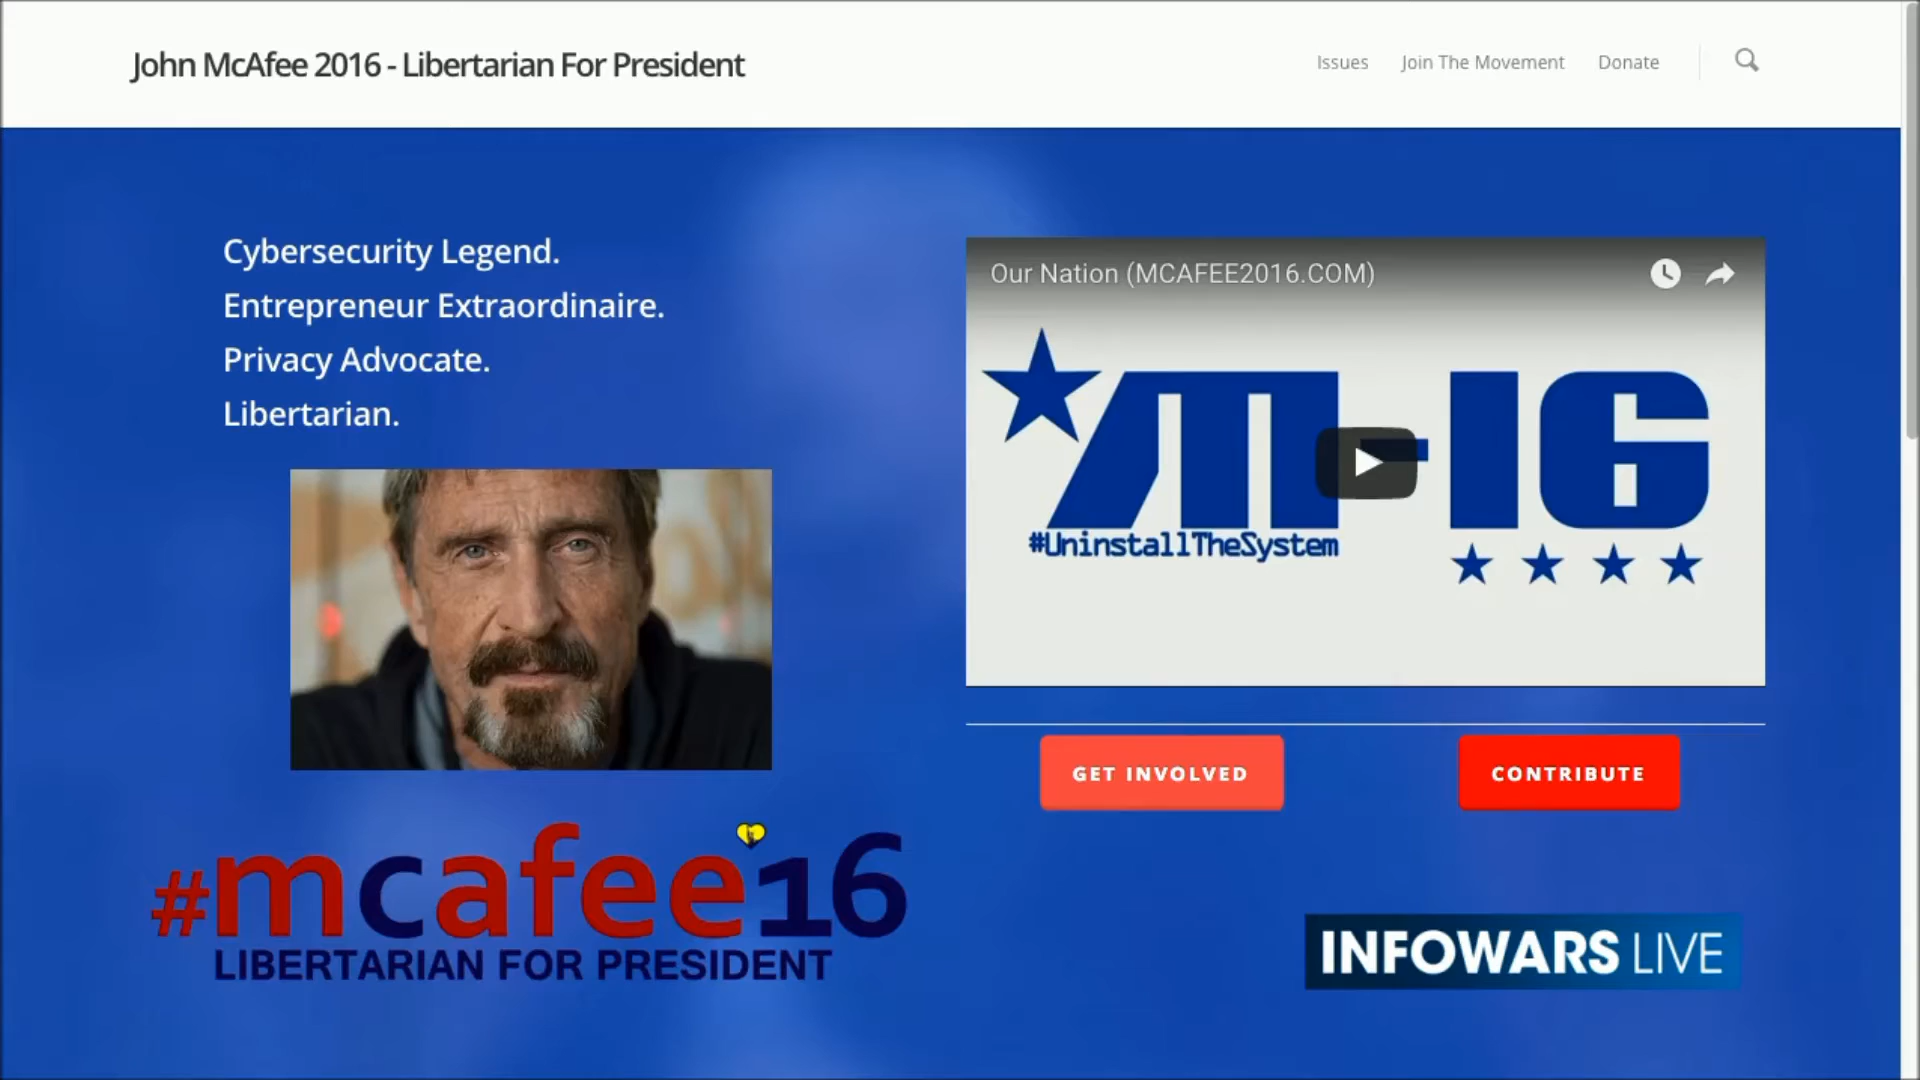 John McAfee 2016 - Libertarian For President
Issues
Join The Movement
Donate
Cybersecurity Legend.
Entrepreneur Extraordinaire.
Privacy Advocate.
Libertarian.
Our Nation (MCAFEE2016.COM)
M-16
#UninstallTheSystem
GET INVOLVED
CONTRIBUTE
#mcafee16
LIBERTARIAN FOR PRESIDENT
INFOWARS LIVE